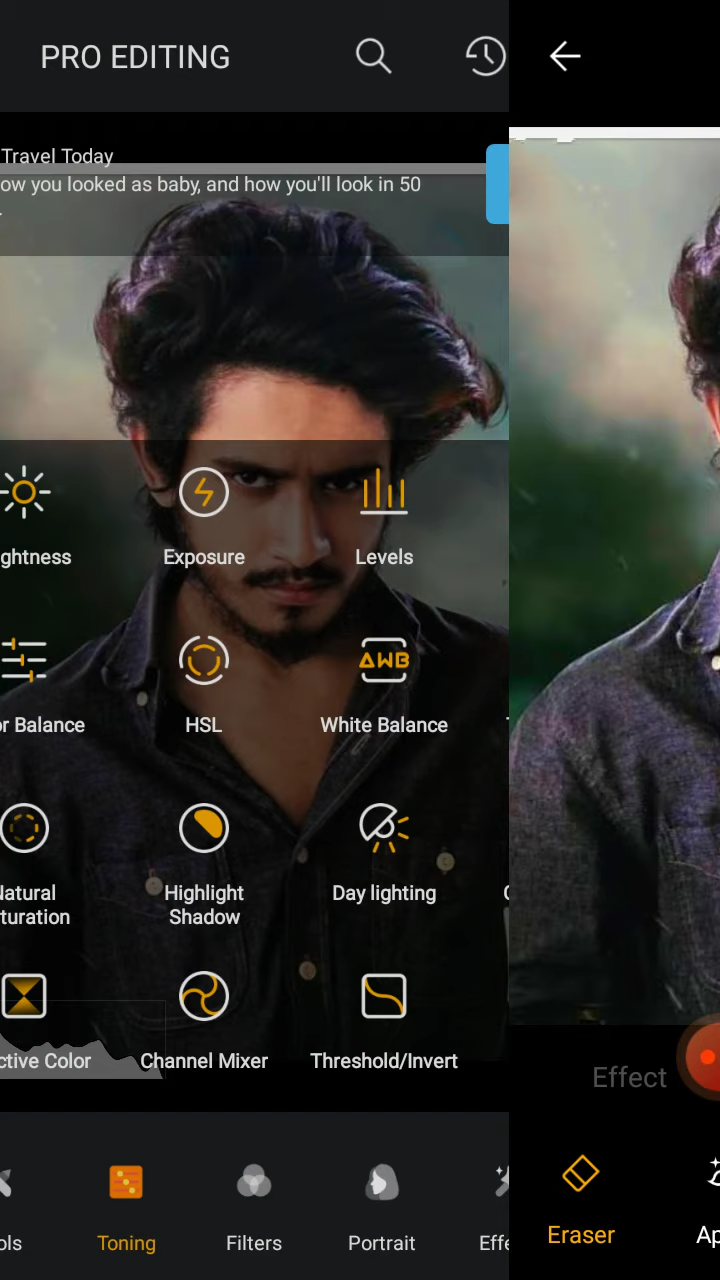 PRO EDITING
Travel Today
ow you looked as baby, and how you'll look in 50
ghtness
Exposure
Levels
or Balance
HSL
White Balance
Natural
turation
Highlight
Shadow
Day lighting
ctive Color
Channel Mixer
Threshold/Invert
ols
Toning
Filters
Portrait
Effe
Effect
Eraser
Ap